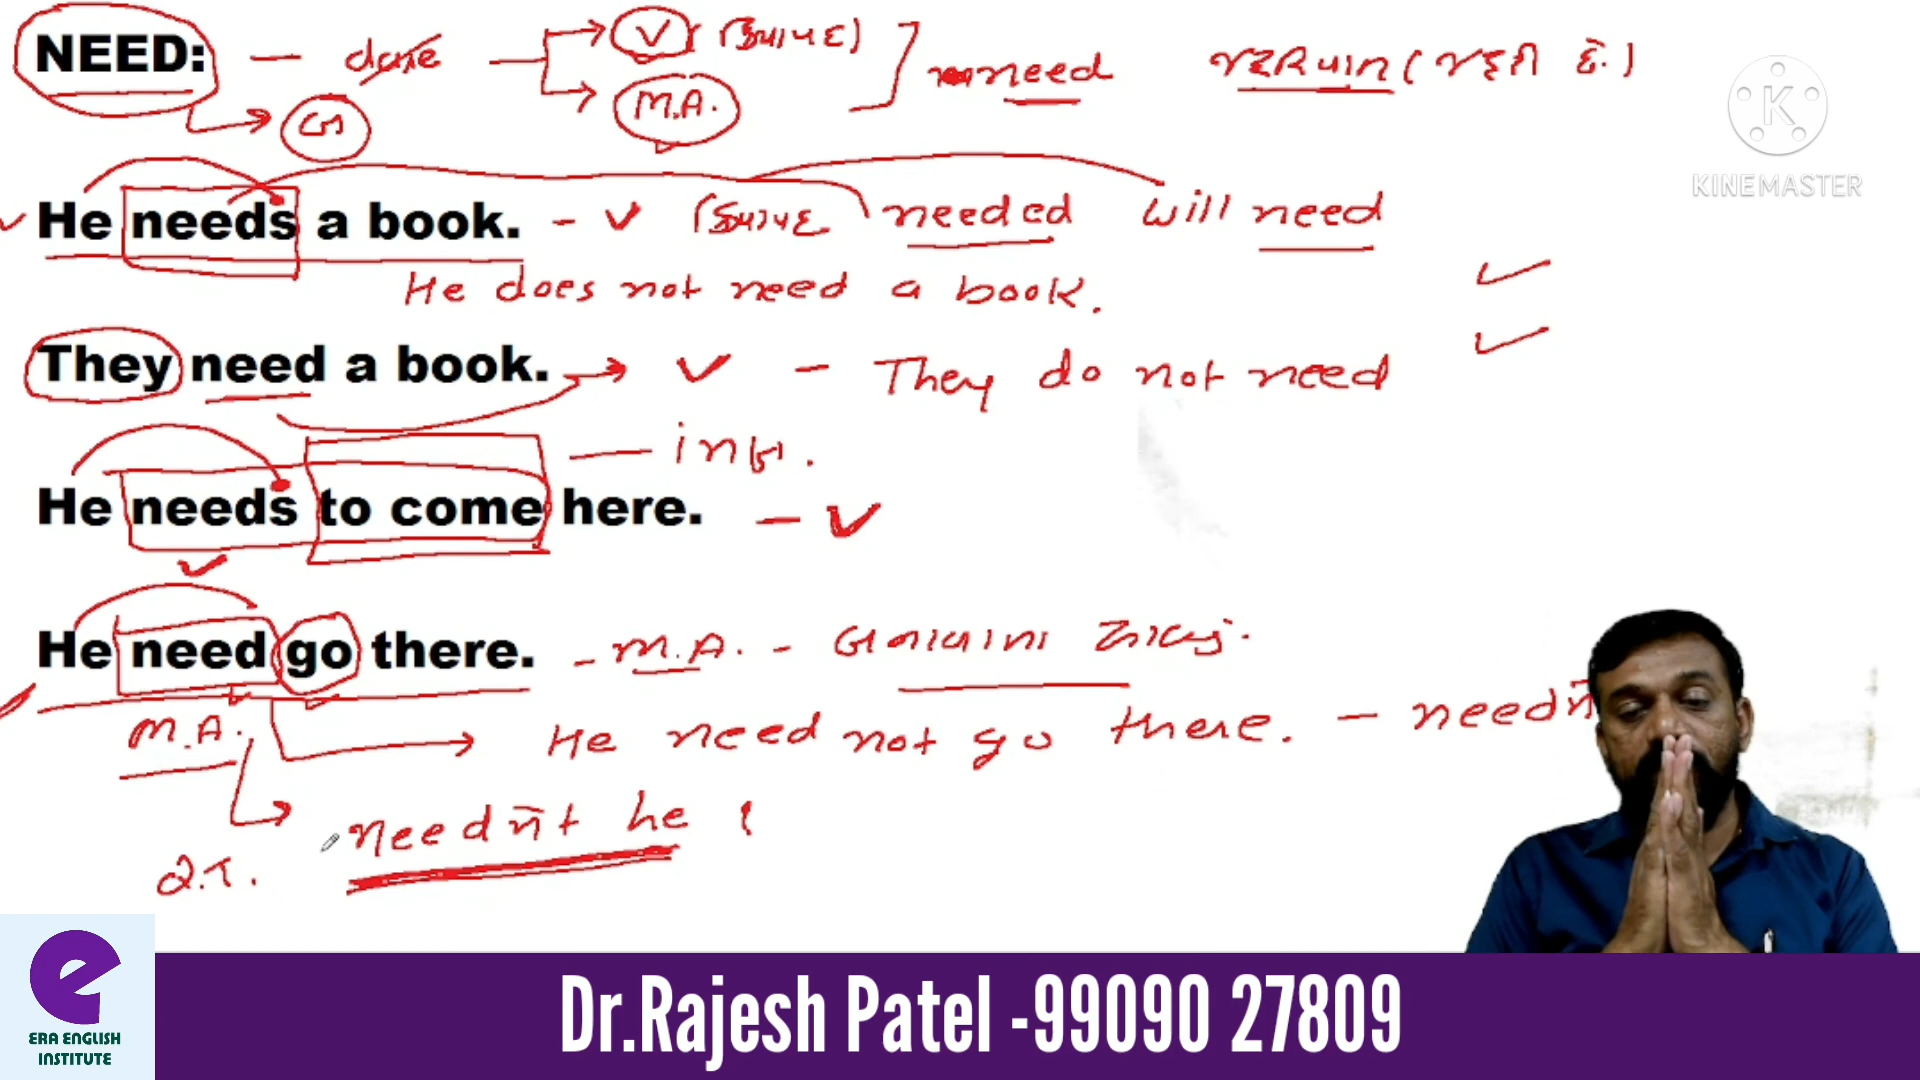 NEED: — dare → V (ક્રિયાપદ)
→ M.A. need જરૂરિયાત (
He needs a book. - V ક્રિયાપદ needed will need
He does not need a book.
They need a book. → V - They do not need
— inf.
He needs to come here. - V
He need go there. - M.A. -
M.A. → He need not go there. - needn
→ needn't he ?
Q.T.
KINEMASTER
K
e
ERA ENGLISH
INSTITUTE
Dr.Rajesh Patel -99090 27809